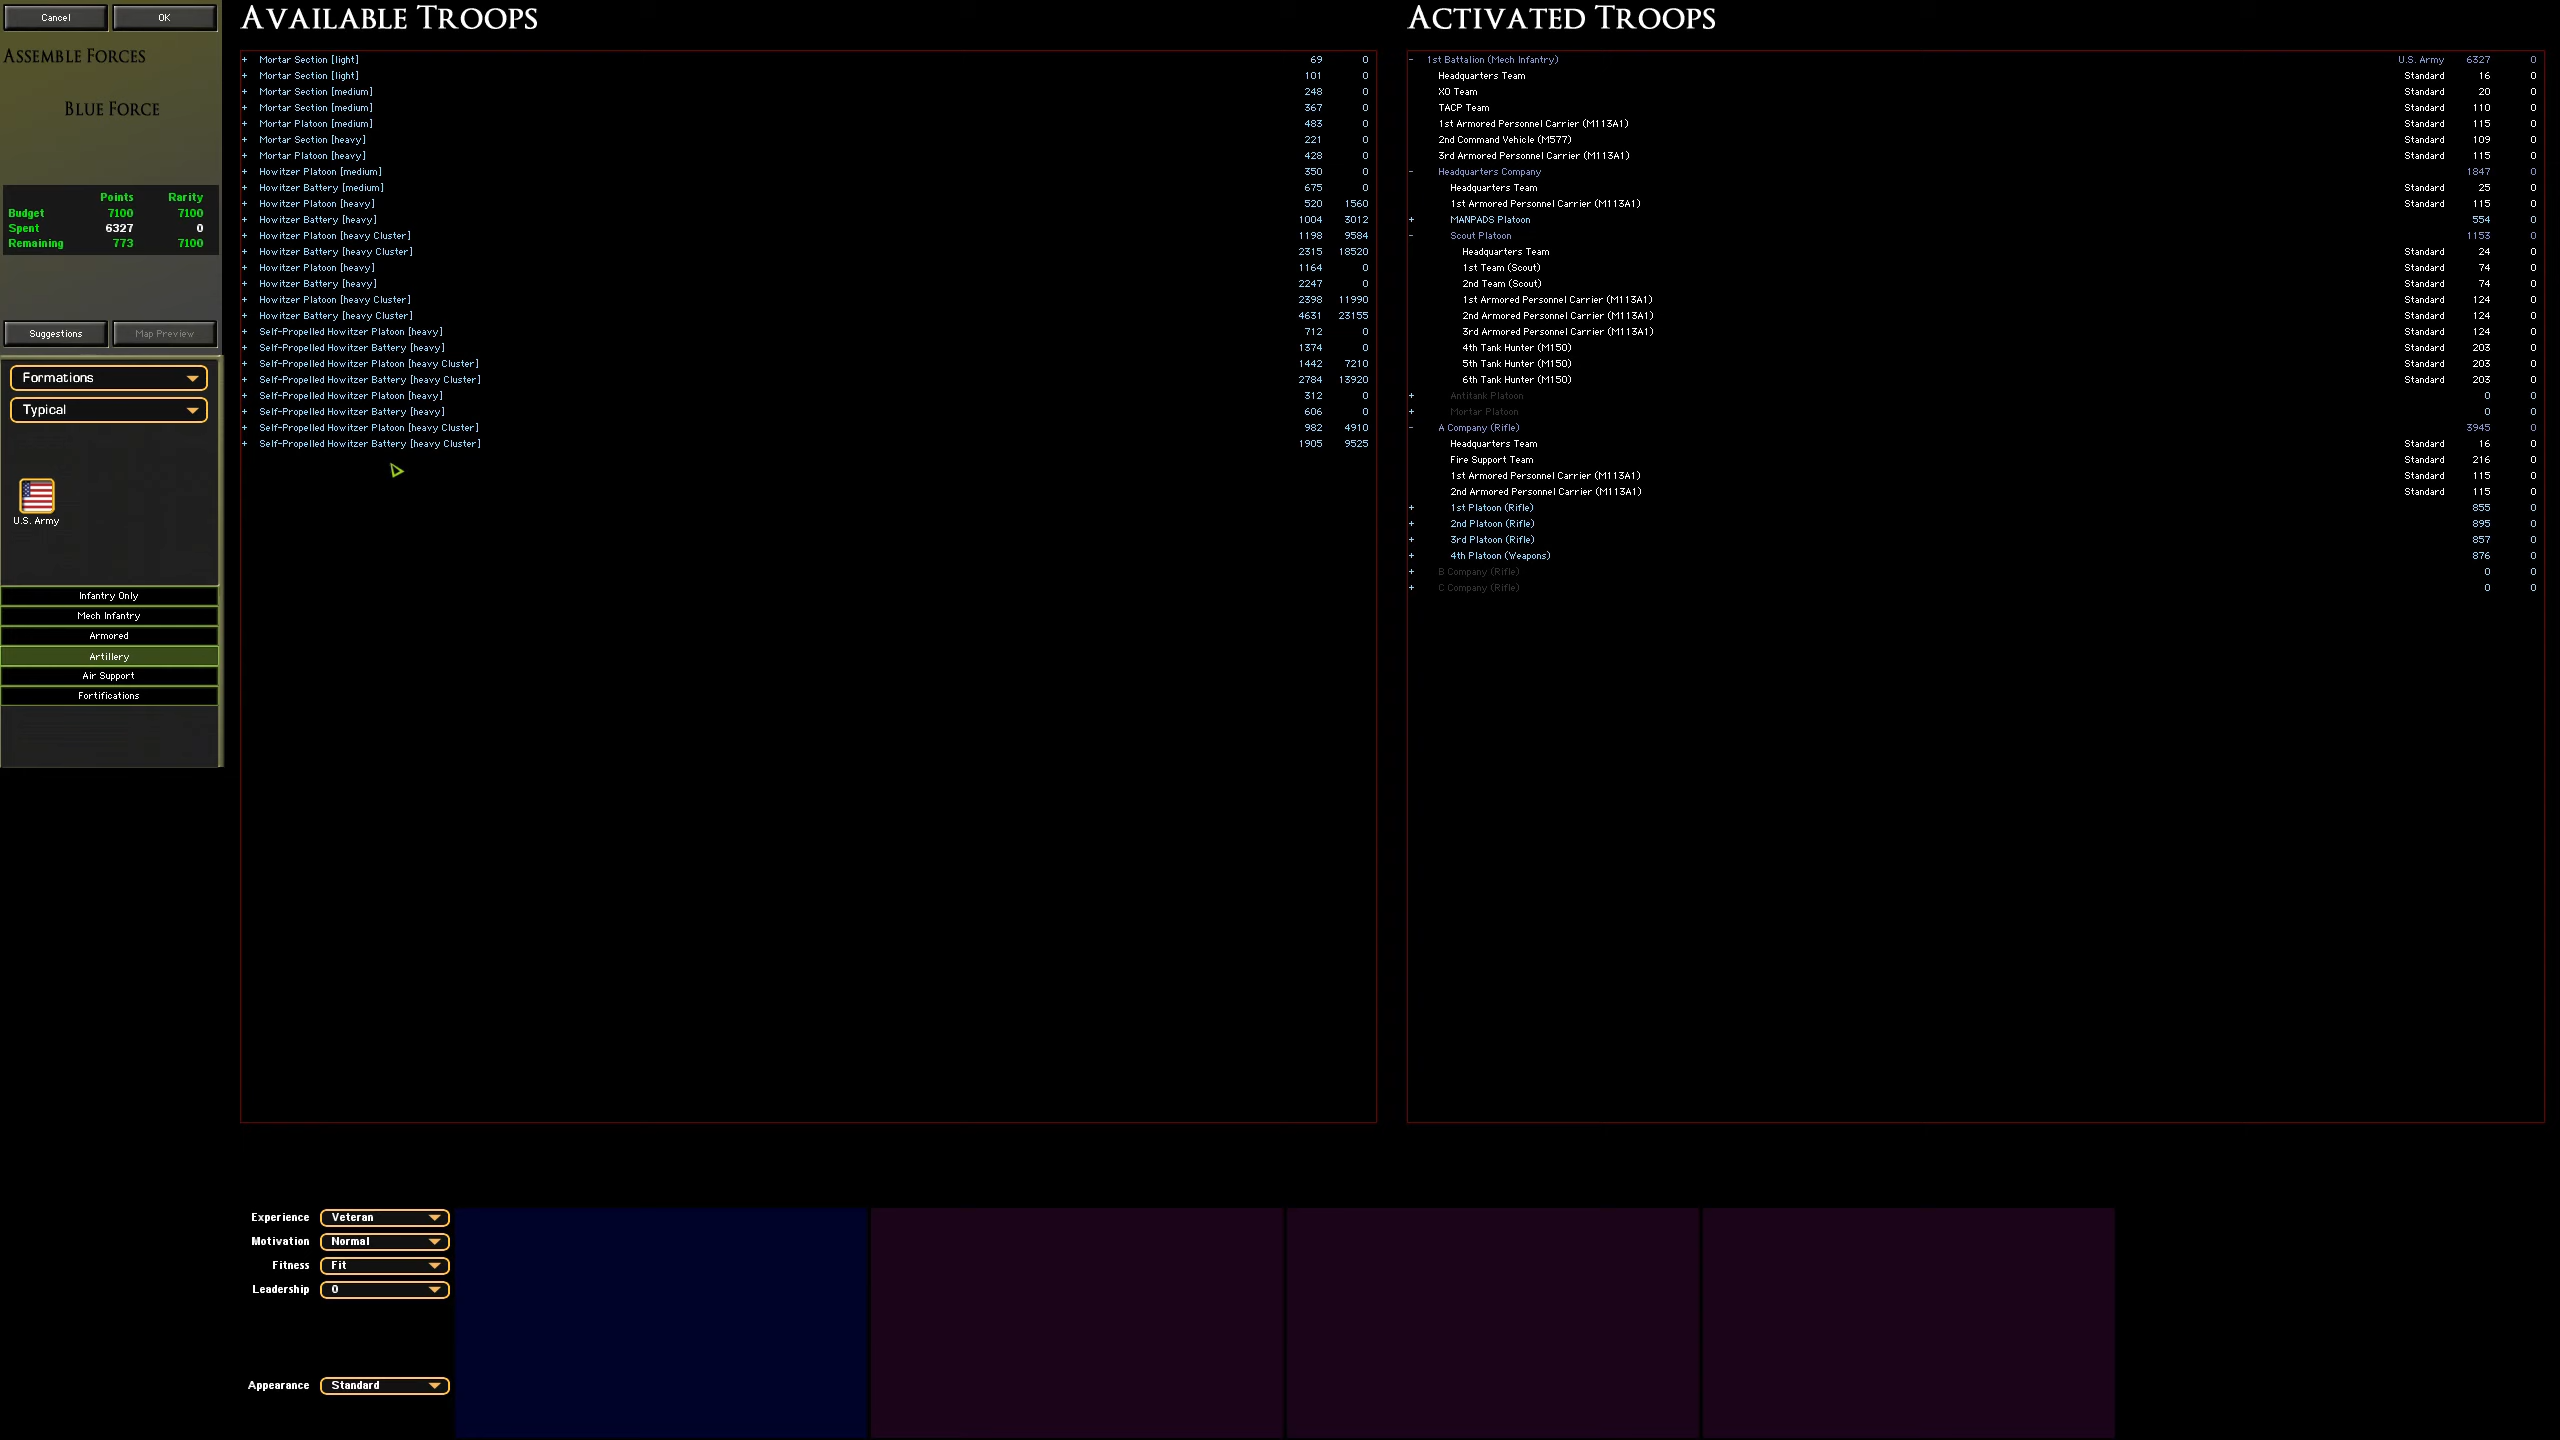 Cancel
OK
ASSEMBLE FORCES
BLUE FORCE
Points Rarity
Budget 7100 7100
Spent 6327 0
Remaining 773 7100
Suggestions
Map Preview
Formations
Typical
U.S. Army
Infantry Only
Mech Infantry
Armored
Artillery
Air Support
Fortifications
AVAILABLE TROOPS
+ Mortar Section [light] 69 0
+ Mortar Section [light] 101 0
+ Mortar Section [medium] 248 0
+ Mortar Section [medium] 367 0
+ Mortar Platoon [medium] 483 0
+ Mortar Section [heavy] 221 0
+ Mortar Platoon [heavy] 428 0
+ Howitzer Platoon [medium] 350 0
+ Howitzer Battery [medium] 675 0
+ Howitzer Platoon [heavy] 520 1560
+ Howitzer Battery [heavy] 1004 3012
+ Howitzer Platoon [heavy Cluster] 1198 9584
+ Howitzer Battery [heavy Cluster] 2315 18520
+ Howitzer Platoon [heavy] 1164 0
+ Howitzer Battery [heavy] 2247 0
+ Howitzer Platoon [heavy Cluster] 2398 11990
+ Howitzer Battery [heavy Cluster] 4631 23155
+ Self-Propelled Howitzer Platoon [heavy] 712 0
+ Self-Propelled Howitzer Battery [heavy] 1374 0
+ Self-Propelled Howitzer Platoon [heavy Cluster] 1442 7210
+ Self-Propelled Howitzer Battery [heavy Cluster] 2784 13920
+ Self-Propelled Howitzer Platoon [heavy] 312 0
+ Self-Propelled Howitzer Battery [heavy] 606 0
+ Self-Propelled Howitzer Platoon [heavy Cluster] 982 4910
+ Self-Propelled Howitzer Battery [heavy Cluster] 1905 9525
ACTIVATED TROOPS
- 1st Battalion (Mech Infantry) U.S. Army 6327 0
Headquarters Team Standard 16 0
XO Team Standard 20 0
TACP Team Standard 110 0
1st Armored Personnel Carrier (M113A1) Standard 115 0
2nd Command Vehicle (M577) Standard 109 0
3rd Armored Personnel Carrier (M113A1) Standard 115 0
- Headquarters Company 1847 0
Headquarters Team Standard 25 0
1st Armored Personnel Carrier (M113A1) Standard 115 0
+ MANPADS Platoon 554 0
- Scout Platoon 1153 0
Headquarters Team Standard 24 0
1st Team (Scout) Standard 74 0
2nd Team (Scout) Standard 74 0
1st Armored Personnel Carrier (M113A1) Standard 124 0
2nd Armored Personnel Carrier (M113A1) Standard 124 0
3rd Armored Personnel Carrier (M113A1) Standard 124 0
4th Tank Hunter (M150) Standard 203 0
5th Tank Hunter (M150) Standard 203 0
6th Tank Hunter (M150) Standard 203 0
+ Antitank Platoon 0 0
+ Mortar Platoon 0 0
- A Company (Rifle) 3945 0
Headquarters Team Standard 16 0
Fire Support Team Standard 216 0
1st Armored Personnel Carrier (M113A1) Standard 115 0
2nd Armored Personnel Carrier (M113A1) Standard 115 0
+ 1st Platoon (Rifle) 855 0
+ 2nd Platoon (Rifle) 895 0
+ 3rd Platoon (Rifle) 857 0
+ 4th Platoon (Weapons) 876 0
+ B Company (Rifle) 0 0
+ C Company (Rifle) 0 0
Experience Veteran
Motivation Normal
Fitness Fit
Leadership 0
Appearance Standard